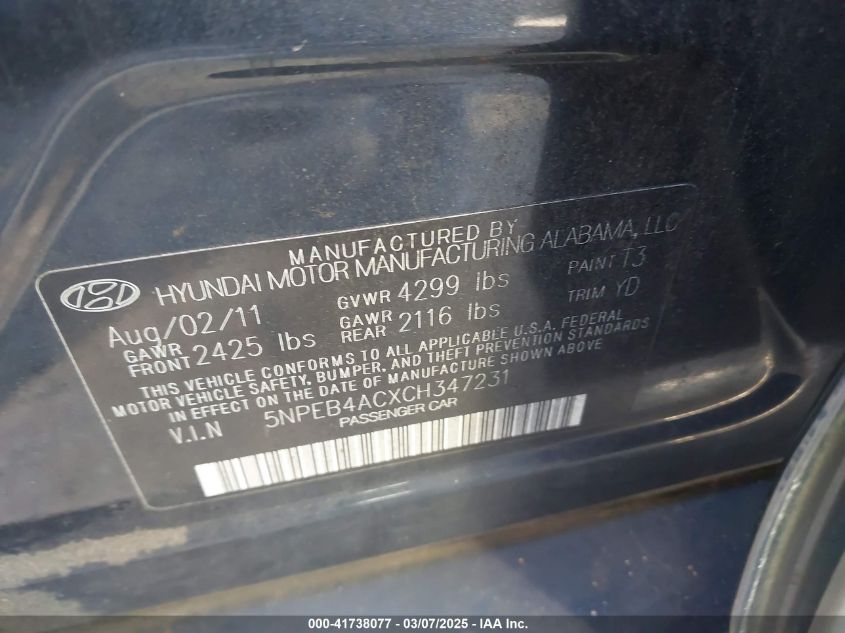 MANUFACTURED BY
HYUNDAI MOTOR MANUFACTURING ALABAMA, LLC
Aug/02/11 GVWR 4299 lbs PAINT T3
GAWR FRONT 2425 lbs GAWR REAR 2116 lbs TRIM YD
THIS VEHICLE CONFORMS TO ALL APPLICABLE U.S.A. FEDERAL
MOTOR VEHICLE SAFETY, BUMPER, AND THEFT PREVENTION STANDARDS
IN EFFECT ON THE DATE OF MANUFACTURE SHOWN ABOVE
V.I.N 5NPEB4ACXCH347231
PASSENGER CAR
000-41738077 - 03/07/2025 - IAA Inc.